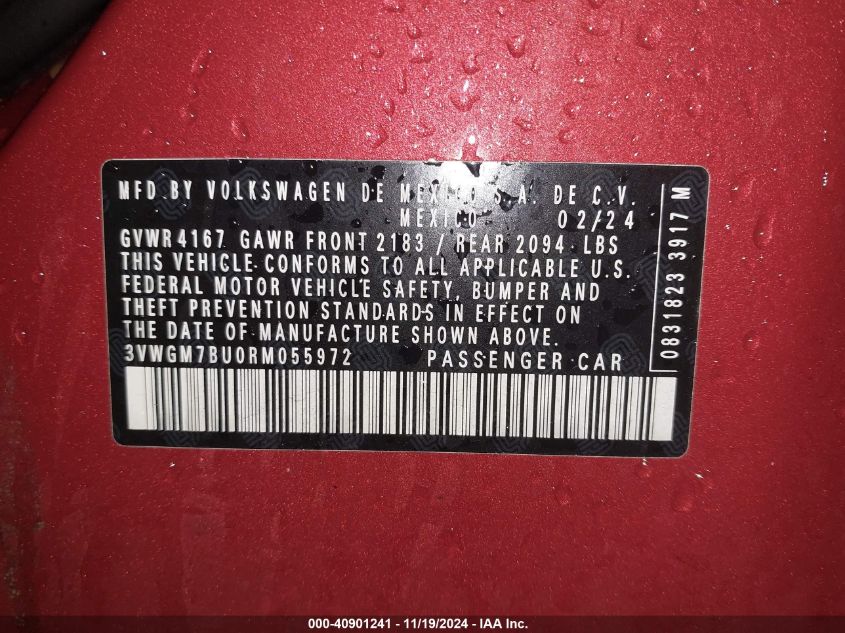 MFD BY VOLKSWAGEN DE MEXICO S.A. DE C.V.
MEXICO 02/24
GVWR 4167 GAWR FRONT 2183 / REAR 2094 LBS
THIS VEHICLE CONFORMS TO ALL APPLICABLE U.S.
FEDERAL MOTOR VEHICLE SAFETY, BUMPER AND
THEFT PREVENTION STANDARDS IN EFFECT ON
THE DATE OF MANUFACTURE SHOWN ABOVE.
3VWGM7BU0RM055972 PASSENGER CAR
0831823 3917 M
000-40901241 - 11/19/2024 - IAA Inc.